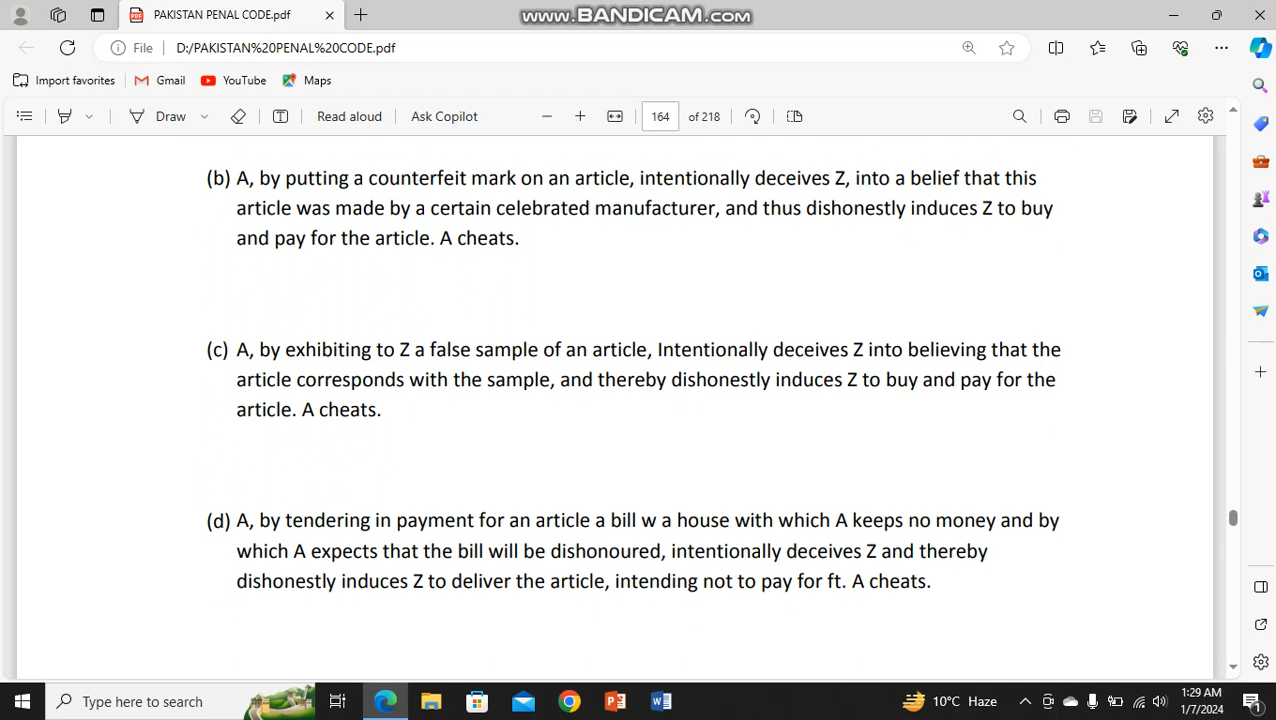 PAKISTAN PENAL CODE.pdf
www.BANDICAM.com
File D:/PAKISTAN%20PENAL%20CODE.pdf
Import favorites Gmail YouTube Maps
Draw Read aloud Ask Copilot 164 of 218
(b) A, by putting a counterfeit mark on an article, intentionally deceives Z, into a belief that this
article was made by a certain celebrated manufacturer, and thus dishonestly induces Z to buy
and pay for the article. A cheats.
(c) A, by exhibiting to Z a false sample of an article, Intentionally deceives Z into believing that the
article corresponds with the sample, and thereby dishonestly induces Z to buy and pay for the
article. A cheats.
(d) A, by tendering in payment for an article a bill w a house with which A keeps no money and by
which A expects that the bill will be dishonoured, intentionally deceives Z and thereby
dishonestly induces Z to deliver the article, intending not to pay for ft. A cheats.
Type here to search
10°C Haze
1:29 AM
1/7/2024